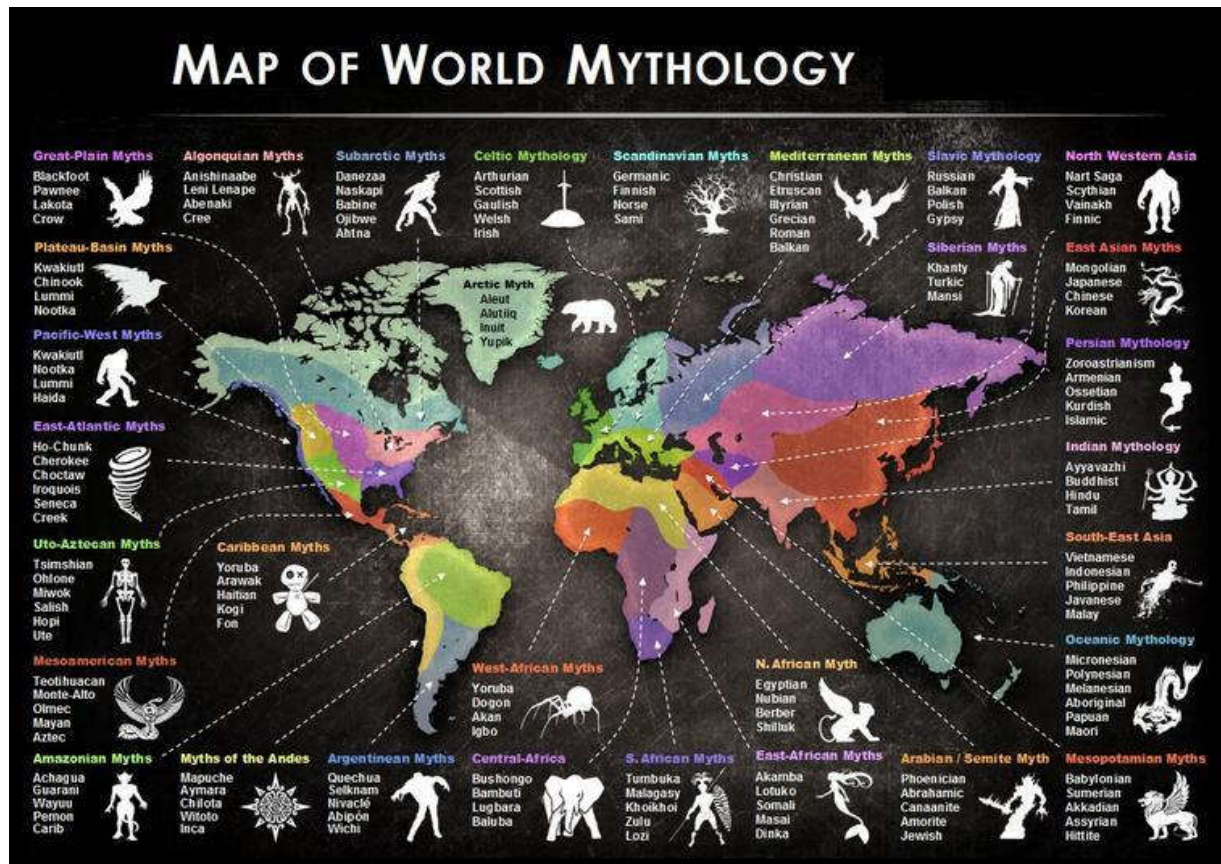 MAP OF WORLD MYTHOLOGY
Great-Plain Myths
Blackfoot
Pawnee
Lakota
Crow
Algonquian Myths
Anishinaabe
Leni Lenape
Abenaki
Cree
Subarctic Myths
Danezaa
Naskapi
Babine
Ojibwe
Ahtna
Celtic Mythology
Arthurian
Scottish
Gaulish
Welsh
Irish
Scandinavian Myths
Germanic
Finnish
Norse
Sami
Mediterranean Myths
Christian
Etruscan
Illyrian
Grecian
Roman
Balkan
Slavic Mythology
Russian
Balkan
Polish
Gypsy
North Western Asia
Nart Saga
Scythian
Vainakh
Finnic
Plateau-Basin Myths
Kwakiutl
Chinook
Lummi
Nootka
Siberian Myths
Khanty
Turkic
Mansi
East Asian Myths
Mongolian
Japanese
Chinese
Korean
Arctic Myth
Aleut
Alutiiq
Inuit
Yupik
Pacific-West Myths
Kwakiutl
Nootka
Lummi
Haida
Persian Mythology
Zoroastrianism
Armenian
Ossetian
Kurdish
Islamic
East-Atlantic Myths
Ho-Chunk
Cherokee
Choctaw
Iroquois
Seneca
Creek
Indian Mythology
Ayyavazhi
Buddhist
Hindu
Tamil
Uto-Aztecan Myths
Tsimshian
Ohlone
Miwok
Salish
Hopi
Ute
Caribbean Myths
Yoruba
Arawak
Haitian
Kogi
Fon
South-East Asia
Vietnamese
Indonesian
Philippine
Javanese
Malay
Mesoamerican Myths
Teotihuacan
Monte-Alto
Olmec
Mayan
Aztec
West-African Myths
Yoruba
Dogon
Akan
Igbo
N. African Myth
Egyptian
Nubian
Berber
Shilluk
Oceanic Mythology
Micronesian
Polynesian
Melanesian
Aboriginal
Papuan
Maori
Amazonian Myths
Achagua
Guarani
Wayuu
Pemon
Carib
Myths of the Andes
Mapuche
Aymara
Chilota
Witoto
Inca
Argentinean Myths
Quechua
Selknam
Nivaclé
Abipón
Wichi
Central-Africa
Bushongo
Bambuti
Lugbara
Baluba
S. African Myths
Tumbuka
Malagasy
Khoikhoi
Zulu
Lozi
East-African Myths
Akamba
Lotuko
Somali
Masai
Dinka
Arabian / Semite Myth
Phoenician
Abrahamic
Canaanite
Amorite
Jewish
Mesopotamian Myths
Babylonian
Sumerian
Akkadian
Assyrian
Hittite